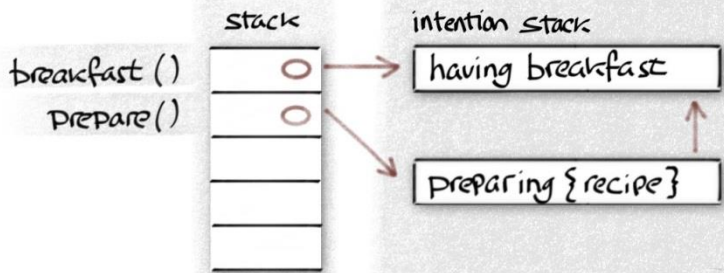 stack
intention stack
breakfast ()
having breakfast
prepare()
preparing {recipe}